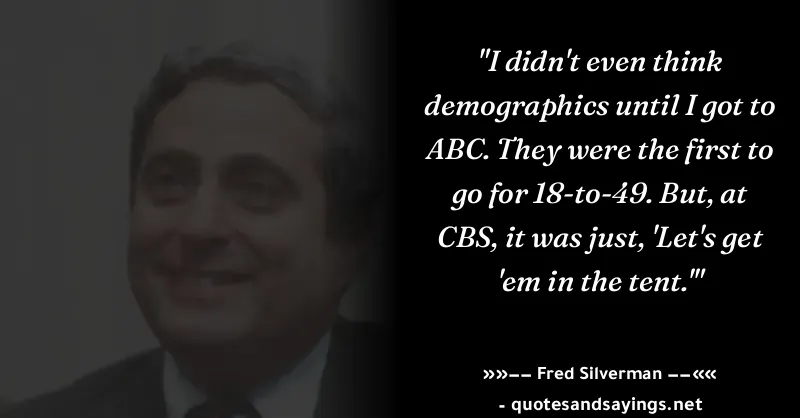 "I didn't even think
demographics until I got to
ABC. They were the first to
go for 18-to-49. But, at
CBS, it was just, 'Let's get
'em in the tent.'"
»»−− Fred Silverman −−««
- quotesandsayings.net